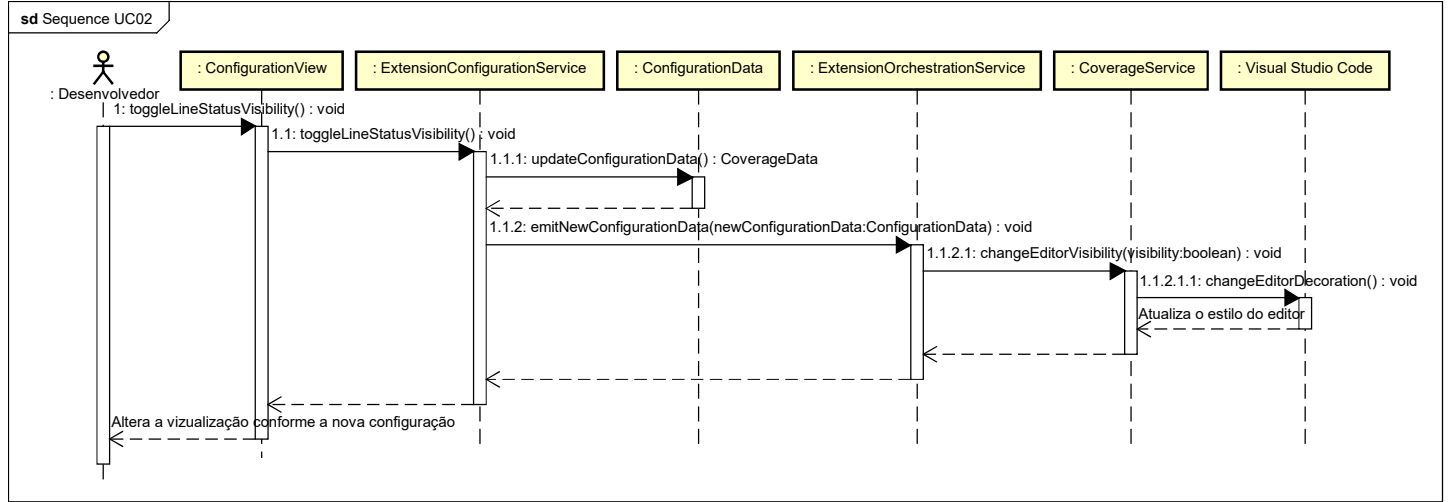 sd Sequence UC02
: Desenvolvedor
: ConfigurationView
: ExtensionConfigurationService
: ConfigurationData
: ExtensionOrchestrationService
: CoverageService
: Visual Studio Code
1: toggleLineStatusVisibility() : void
1.1: toggleLineStatusVisibility() : void
1.1.1: updateConfigurationData() : CoverageData
1.1.2: emitNewConfigurationData(newConfigurationData:ConfigurationData) : void
1.1.2.1: changeEditorVisibility(visibility:boolean) : void
1.1.2.1.1: changeEditorDecoration() : void
Atualiza o estilo do editor
Altera a vizualização conforme a nova configuração